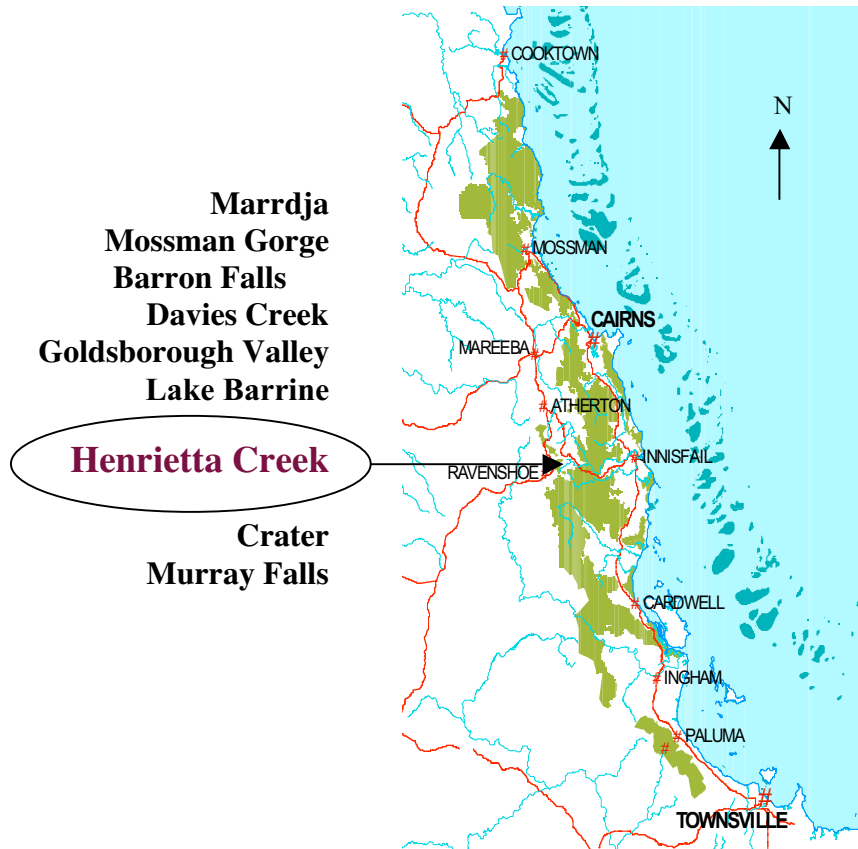 Marrdja
Mossman Gorge
Barron Falls
Davies Creek
Goldsborough Valley
Lake Barrine
Henrietta Creek
Crater
Murray Falls
N
# COOKTOWN
# MOSSMAN
CAIRNS
#
MAREEBA #
# ATHERTON
# INNISFAIL
RAVENSHOE #
# CARDWELL
# INGHAM
# PALUMA
#
#
TOWNSVILLE